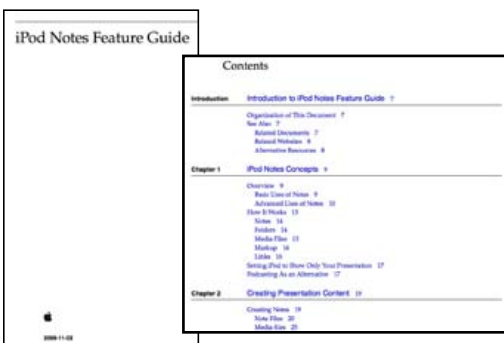 iPod Notes Feature Guide
2009-11-02
Contents
Introduction Introduction to iPod Notes Feature Guide 7
Organization of This Document 7
See Also 7
Related Documents 7
Related Websites 8
Alternative Resources 8
Chapter 1 iPod Notes Concepts 9
Overview 9
Basic Uses of Notes 9
Advanced Uses of Notes 10
How It Works 13
Notes 14
Folders 14
Media Files 15
Markup 16
Links 16
Setting iPod to Show Only Your Presentation 17
Podcasting As an Alternative 17
Chapter 2 Creating Presentation Content 19
Creating Notes 19
Note Files 20
Media files 25